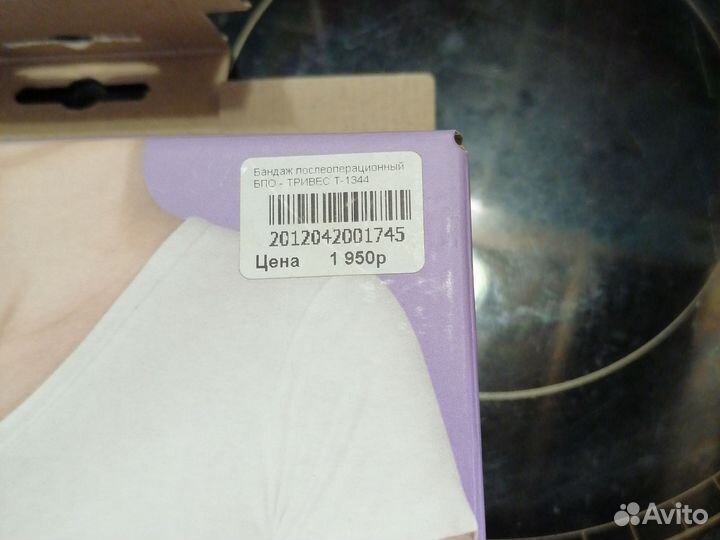 Бандаж послеоперационный
БПО - ТРИВЕС Т-1344
2012042001745
Цена 1 950р
Avito